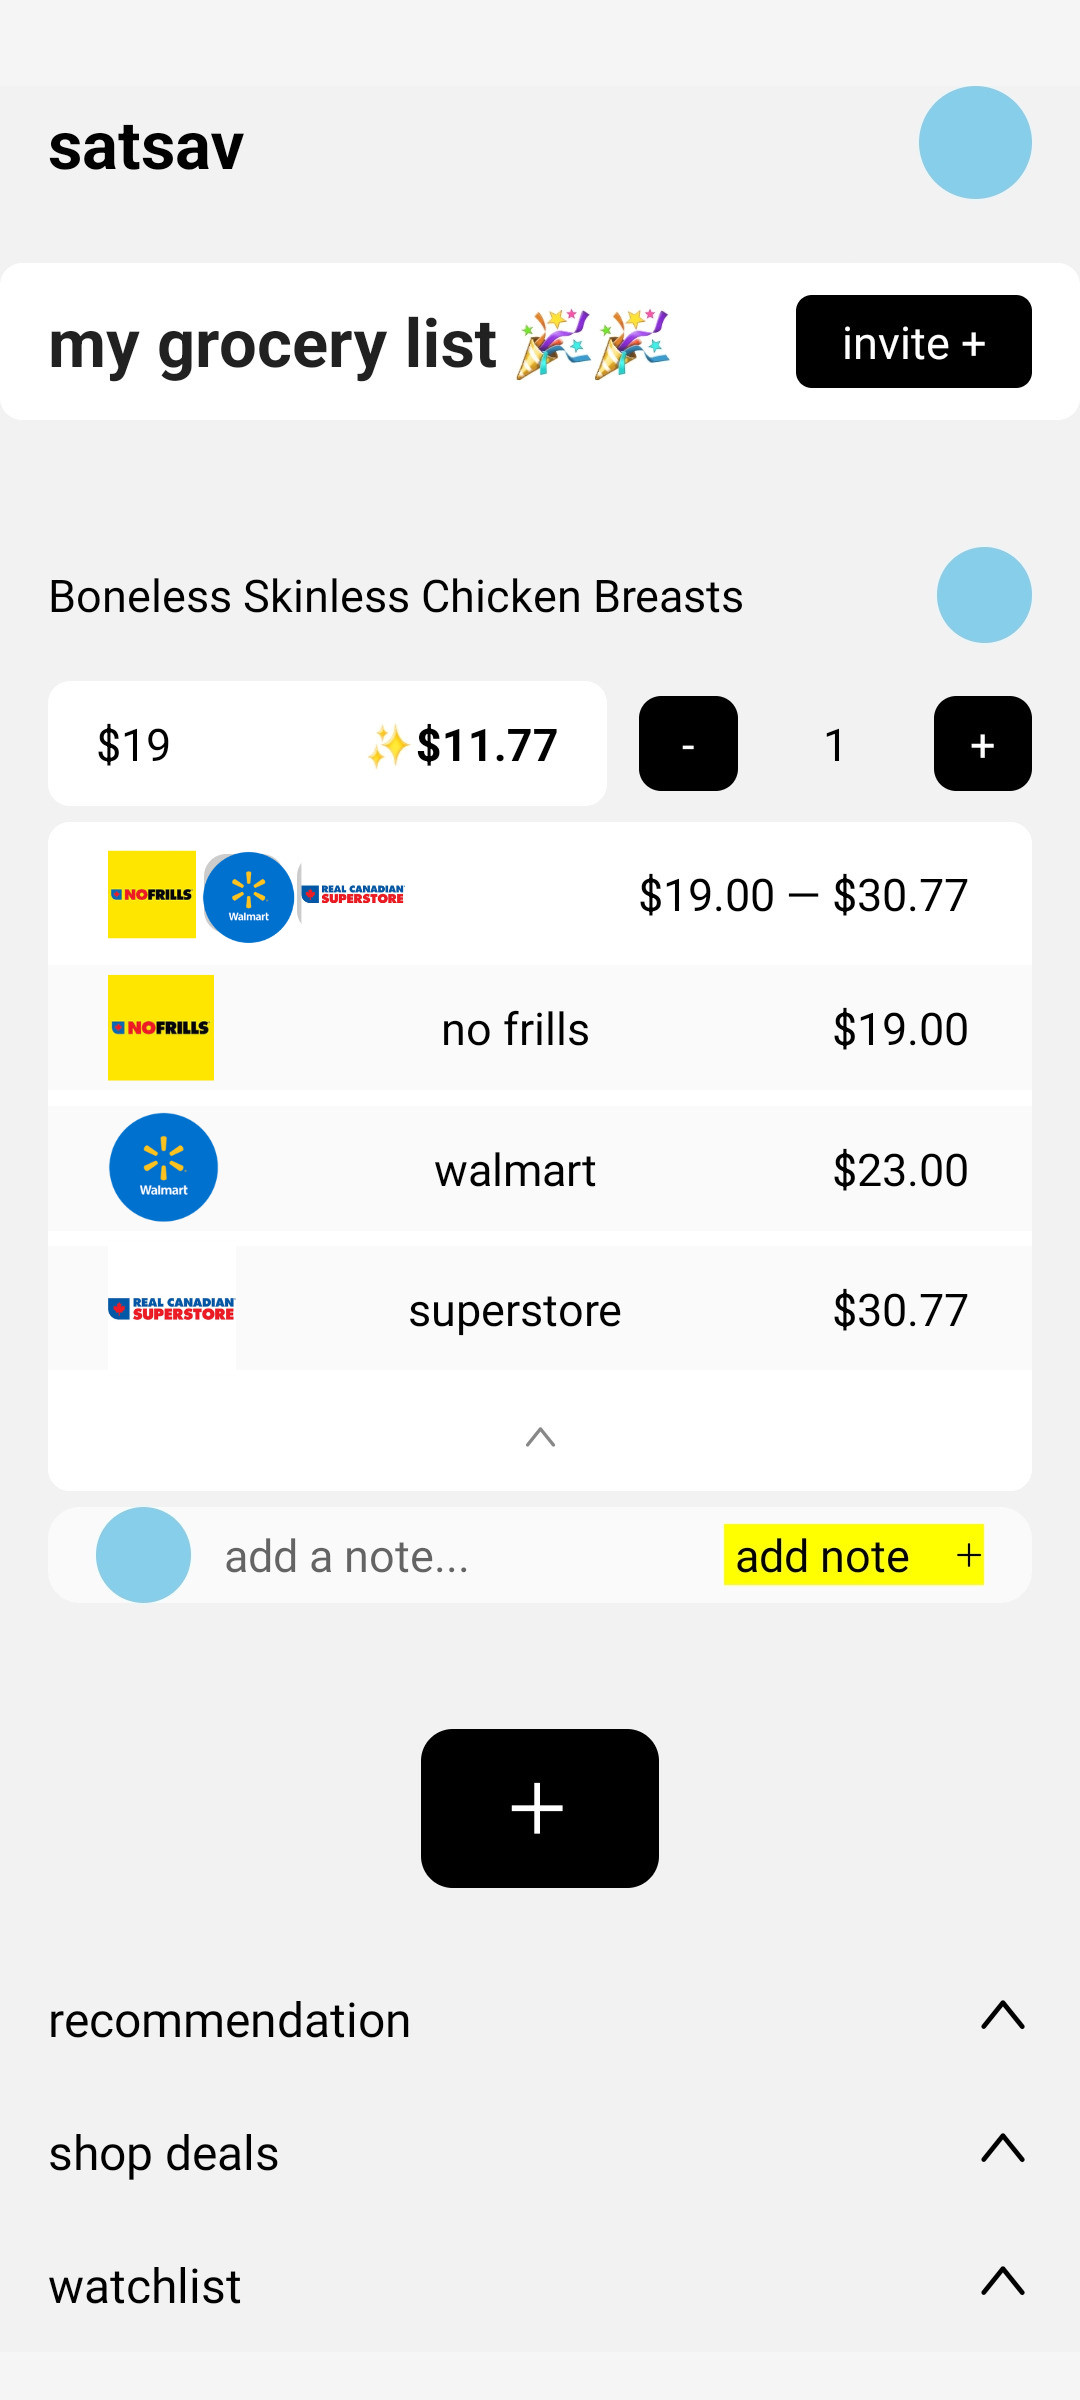 satsav
my grocery list 🎉🎉
invite +
Boneless Skinless Chicken Breasts
$19
✨$11.77
- 1 +
NOFRILLS
Walmart
REAL CANADIAN
SUPERSTORE
$19.00 — $30.77
NOFRILLS
no frills
$19.00
Walmart
walmart
$23.00
REAL CANADIAN
SUPERSTORE
superstore
$30.77
add a note...
add note +
+
recommendation
shop deals
watchlist